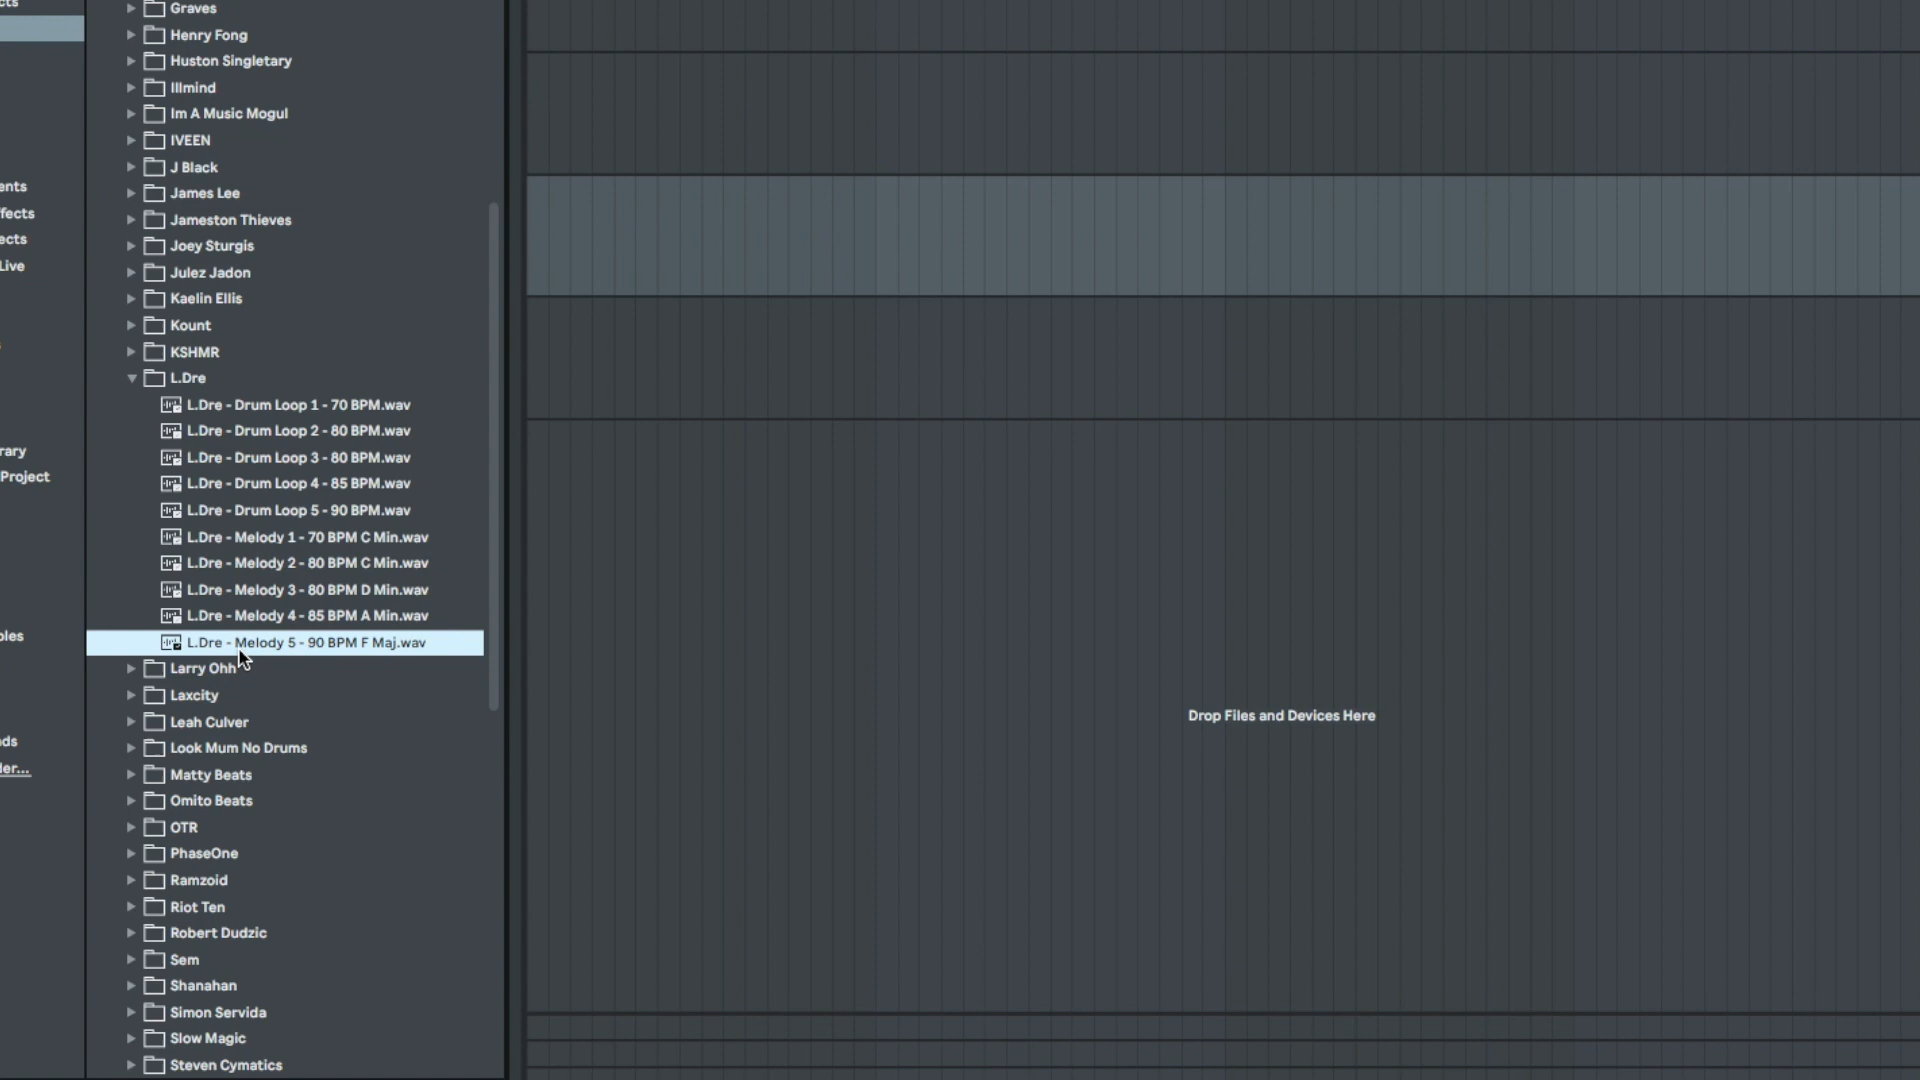 Graves
Henry Fong
Huston Singletary
Illmind
Im A Music Mogul
IVEEN
J Black
James Lee
Jameston Thieves
Joey Sturgis
Julez Jadon
Kaelin Ellis
Kount
KSHMR
L.Dre
L.Dre - Drum Loop 1 - 70 BPM.wav
L.Dre - Drum Loop 2 - 80 BPM.wav
L.Dre - Drum Loop 3 - 80 BPM.wav
L.Dre - Drum Loop 4 - 85 BPM.wav
L.Dre - Drum Loop 5 - 90 BPM.wav
L.Dre - Melody 1 - 70 BPM C Min.wav
L.Dre - Melody 2 - 80 BPM C Min.wav
L.Dre - Melody 3 - 80 BPM D Min.wav
L.Dre - Melody 4 - 85 BPM A Min.wav
L.Dre - Melody 5 - 90 BPM F Maj.wav
Larry Ohh
Laxcity
Leah Culver
Look Mum No Drums
Matty Beats
Omito Beats
OTR
PhaseOne
Ramzoid
Riot Ten
Robert Dudzic
Sem
Shanahan
Simon Servida
Slow Magic
Steven Cymatics
Live
Project
Drop Files and Devices Here